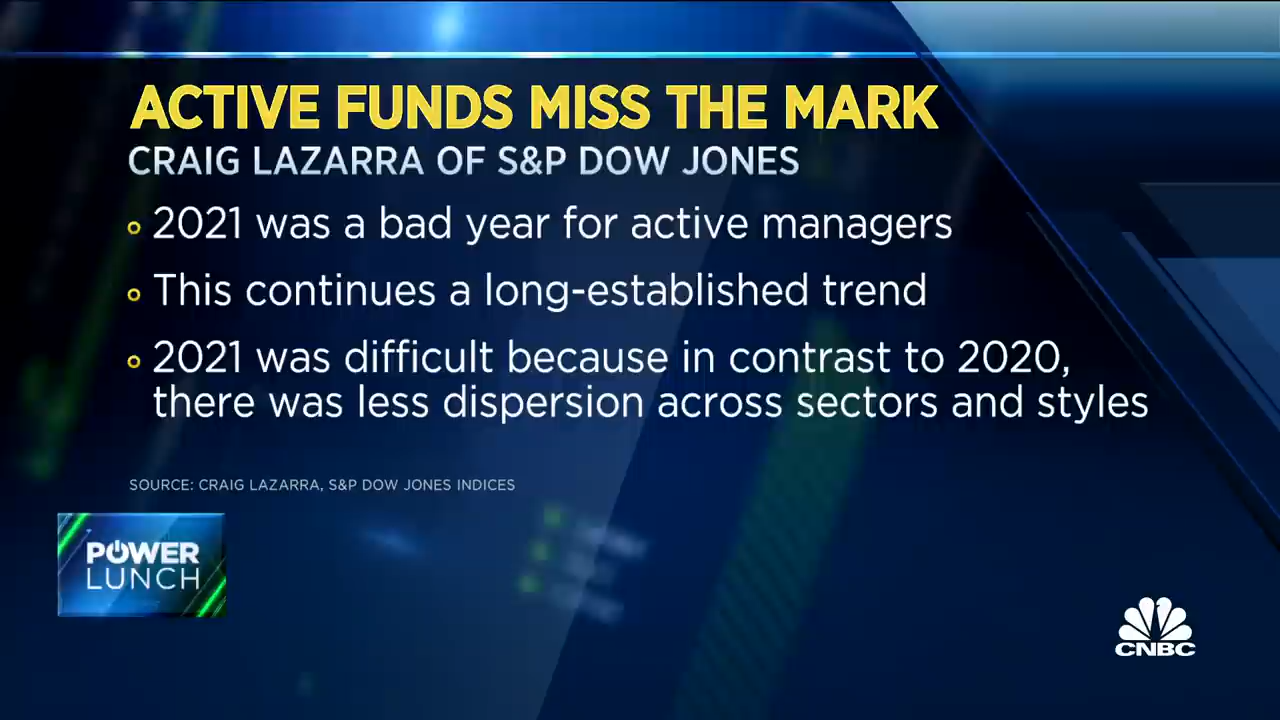 ACTIVE FUNDS MISS THE MARK
CRAIG LAZARRA OF S&P DOW JONES
2021 was a bad year for active managers
This continues a long-established trend
2021 was difficult because in contrast to 2020,
there was less dispersion across sectors and styles
SOURCE: CRAIG LAZARRA, S&P DOW JONES INDICES
POWER
LUNCH
CNBC